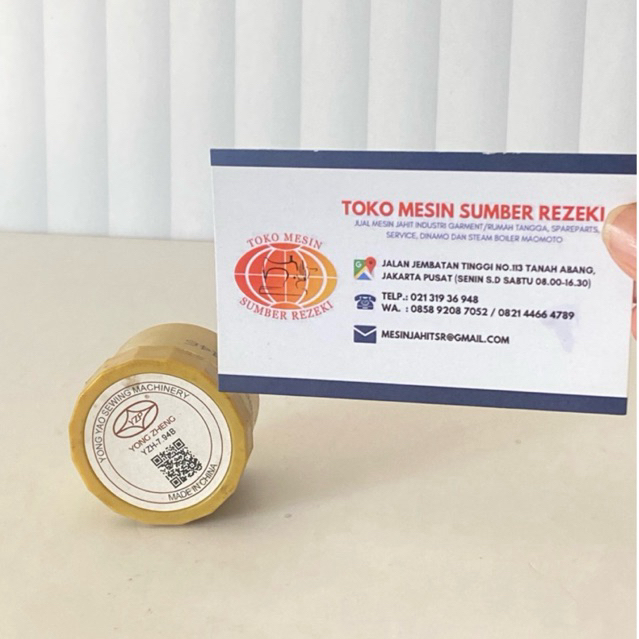 TOKO MESIN SUMBER REZEKI
JUAL MESIN JAHIT INDUSTRI GARMENT/RUMAH TANGGA, SPAREPARTS,
SERVICE, DINAMO DAN STEAM BOILER MAOMOTO
TOKO MESIN
SUMBER REZEKI
JALAN JEMBATAN TINGGI NO.113 TANAH ABANG,
JAKARTA PUSAT (SENIN S.D SABTU 08.00-16.30)
TELP.: 021 319 36 948
WA. : 0858 9208 7052 / 0821 4466 4789
MESINJAHITSR@GMAIL.COM
YONG YAO SEWING MACHINERY
YZP
®
YONG ZHENG
YZH-7.94B
MADE IN CHINA